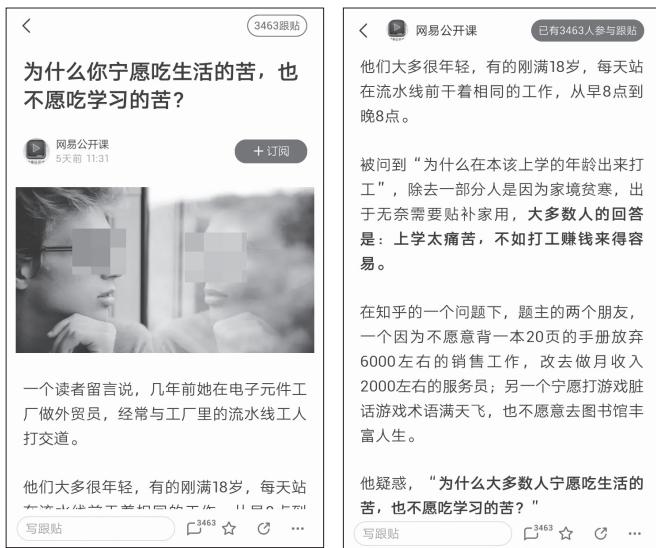 3463跟贴
为什么你宁愿吃生活的苦，也
不愿吃学习的苦？
网易公开课
5天前 11:31
＋订阅
一个读者留言说，几年前她在电子元件工
厂做外贸员，经常与工厂里的流水线工人
打交道。
他们大多很年轻，有的刚满18岁，每天站
写跟贴
3463
网易公开课
已有3463人参与跟贴
他们大多很年轻，有的刚满18岁，每天站
在流水线前干着相同的工作，从早8点到
晚8点。
被问到“为什么在本该上学的年龄出来打
工”，除去一部分人是因为家境贫寒，出
于无奈需要贴补家用，大多数人的回答
是：上学太痛苦，不如打工赚钱来得容
易。
在知乎的一个问题下，题主的两个朋友，
一个因为不愿意背一本20页的手册放弃
6000左右的销售工作，改去做月收入
2000左右的服务员；另一个宁愿打游戏脏
话游戏术语满天飞，也不愿意去图书馆丰
富人生。
他疑惑，“为什么大多数人宁愿吃生活的
苦，也不愿吃学习的苦？”
写跟贴
3463